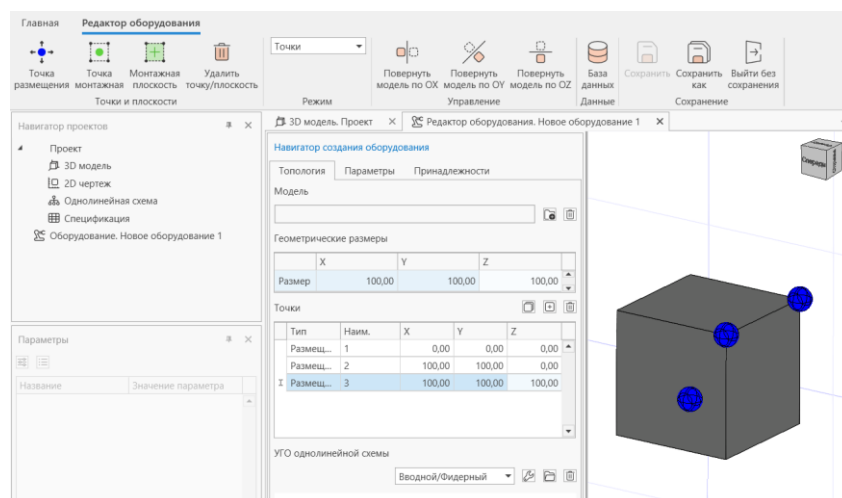 Главная Редактор оборудования
Точка размещения
Точка монтажная
Монтажная плоскость
Удалить точку/плоскость
Точки и плоскости
Точки
Режим
Повернуть модель по OX
Повернуть модель по OY
Повернуть модель по OZ
Управление
База данных
Данные
Сохранить
Сохранить как
Выйти без сохранения
Сохранение
Навигатор проектов
Проект
3D модель
2D чертеж
Однолинейная схема
Спецификация
Оборудование. Новое оборудование 1
Параметры
Название Значение параметра
3D модель. Проект
Редактор оборудования. Новое оборудование 1
Навигатор создания оборудования
Топология Параметры Принадлежности
Модель
Геометрические размеры
X Y Z
Размер 100,00 100,00 100,00
Точки
Тип Наим. X Y Z
Размещ... 1 0,00 0,00 0,00
Размещ... 2 100,00 100,00 0,00
Размещ... 3 100,00 100,00 100,00
УГО однолинейной схемы
Вводной/Фидерный
Спереди